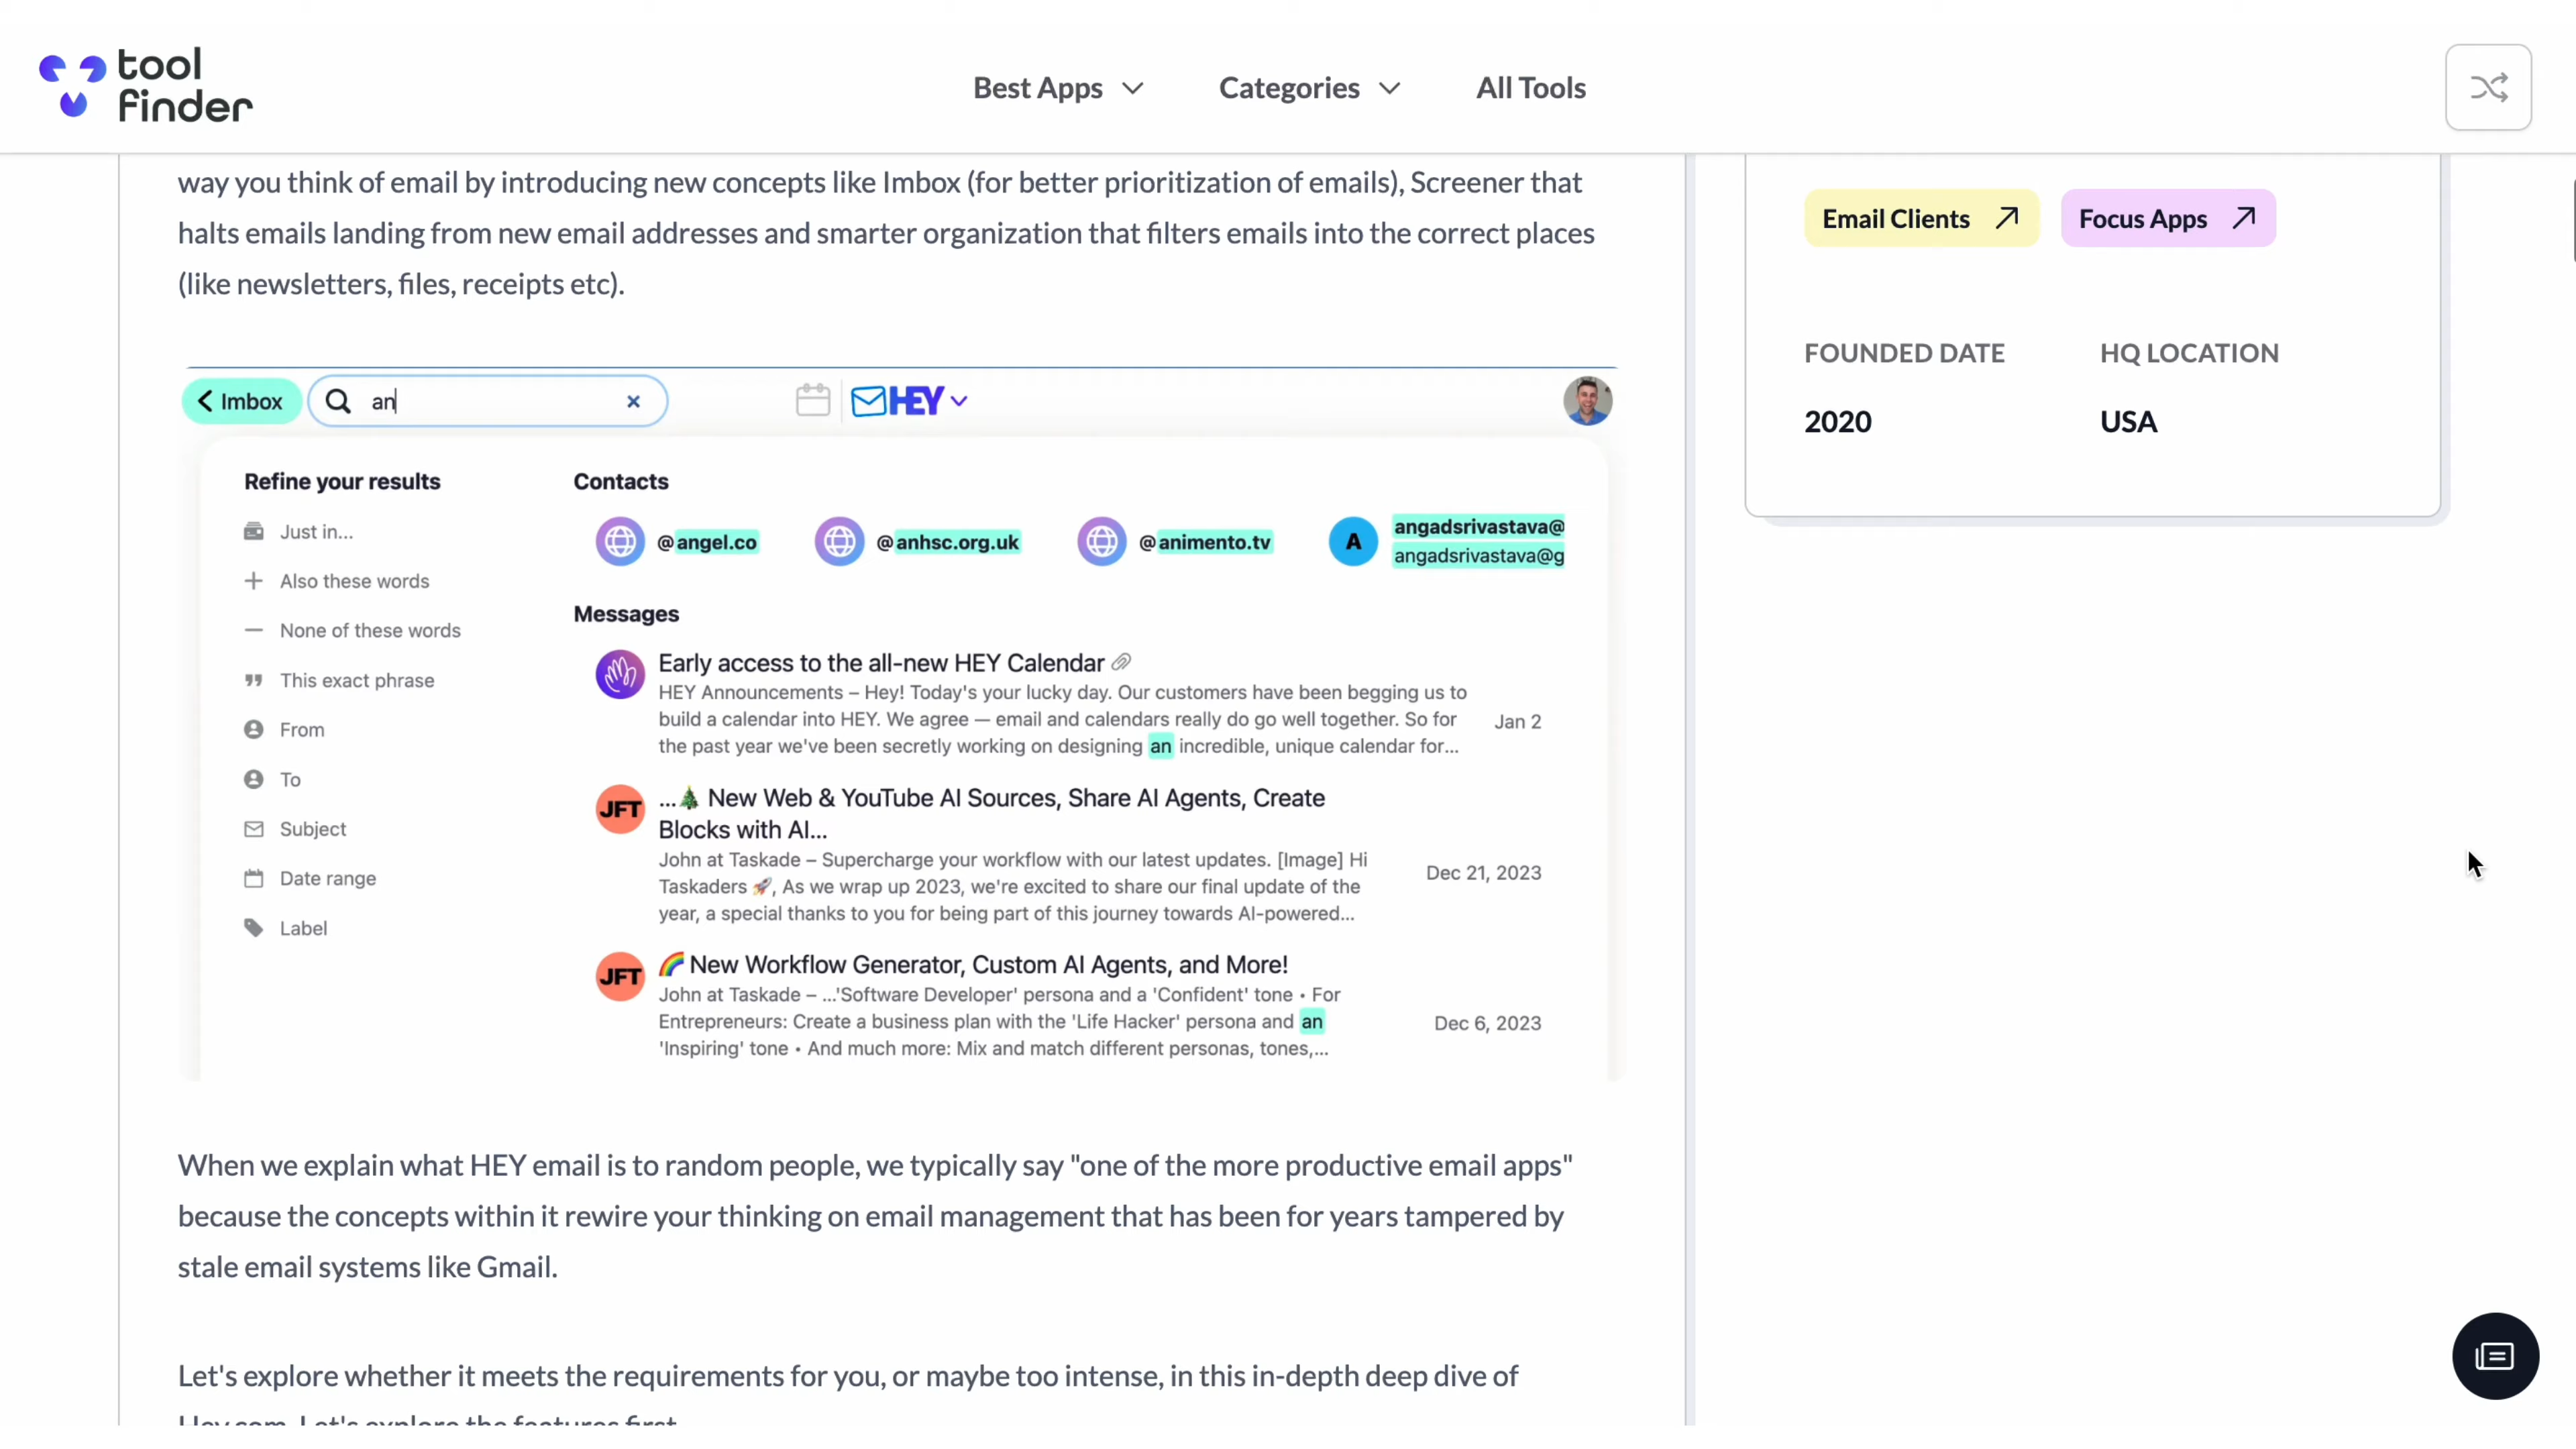 tool
finder
Best Apps
Categories
All Tools
way you think of email by introducing new concepts like Imbox (for better prioritization of emails), Screener that
halts emails landing from new email addresses and smarter organization that filters emails into the correct places
(like newsletters, files, receipts etc).
Imbox
an
HEY
Refine your results
Just in...
Also these words
None of these words
This exact phrase
From
To
Subject
Date range
Label
Contacts
@angel.co
@anhsc.org.uk
@animento.tv
A
angadsrivastava@
angadsrivastava@g
Messages
Early access to the all-new HEY Calendar
HEY Announcements – Hey! Today's your lucky day. Our customers have been begging us to
build a calendar into HEY. We agree — email and calendars really do go well together. So for
the past year we've been secretly working on designing an incredible, unique calendar for...
Jan 2
JFT
...🎄 New Web & YouTube AI Sources, Share AI Agents, Create
Blocks with AI...
John at Taskade – Supercharge your workflow with our latest updates. [Image] Hi
Taskaders 🚀, As we wrap up 2023, we're excited to share our final update of the
year, a special thanks to you for being part of this journey towards AI-powered...
Dec 21, 2023
JFT
🌈 New Workflow Generator, Custom AI Agents, and More!
John at Taskade – ...'Software Developer' persona and a 'Confident' tone • For
Entrepreneurs: Create a business plan with the 'Life Hacker' persona and an
'Inspiring' tone • And much more: Mix and match different personas, tones,...
Dec 6, 2023
When we explain what HEY email is to random people, we typically say "one of the more productive email apps"
because the concepts within it rewire your thinking on email management that has been for years tampered by
stale email systems like Gmail.
Let's explore whether it meets the requirements for you, or maybe too intense, in this in-depth deep dive of
Hey.com. Let's explore the features first.
Email Clients
Focus Apps
FOUNDED DATE
2020
HQ LOCATION
USA